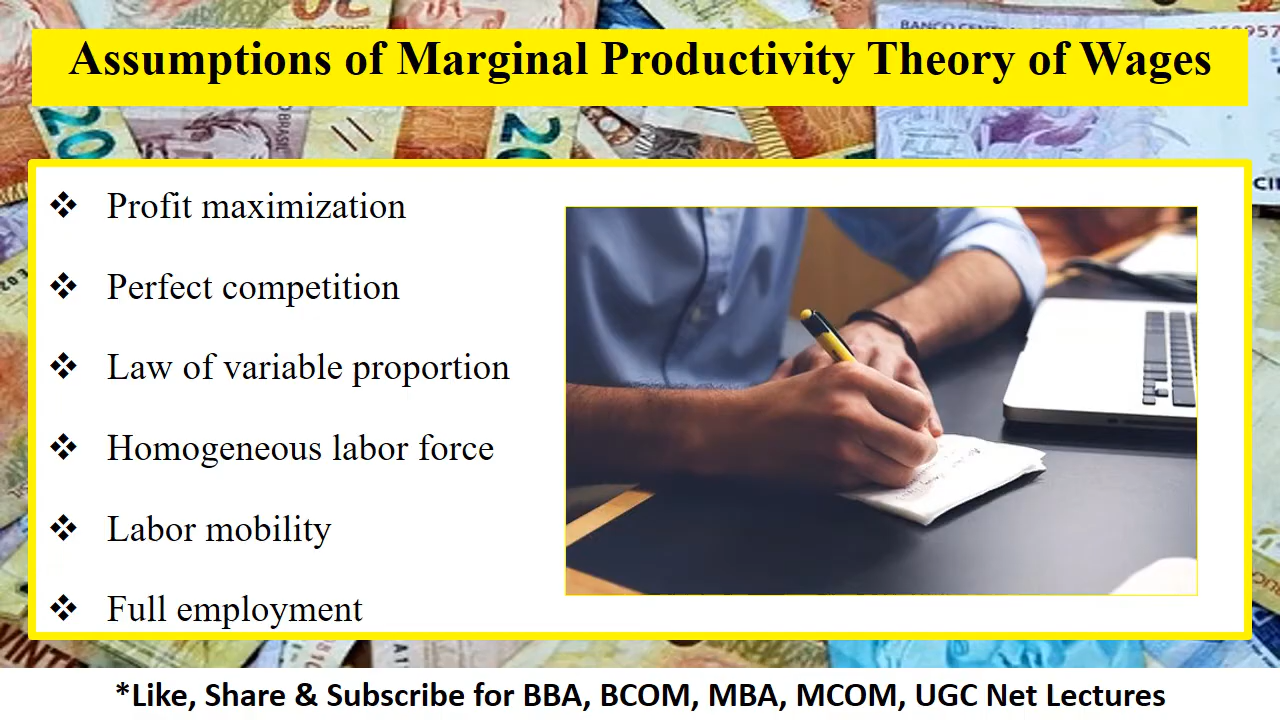 Assumptions of Marginal Productivity Theory of Wages
❖ Profit maximization
❖ Perfect competition
❖ Law of variable proportion
❖ Homogeneous labor force
❖ Labor mobility
❖ Full employment
*Like, Share & Subscribe for BBA, BCOM, MBA, MCOM, UGC Net Lectures